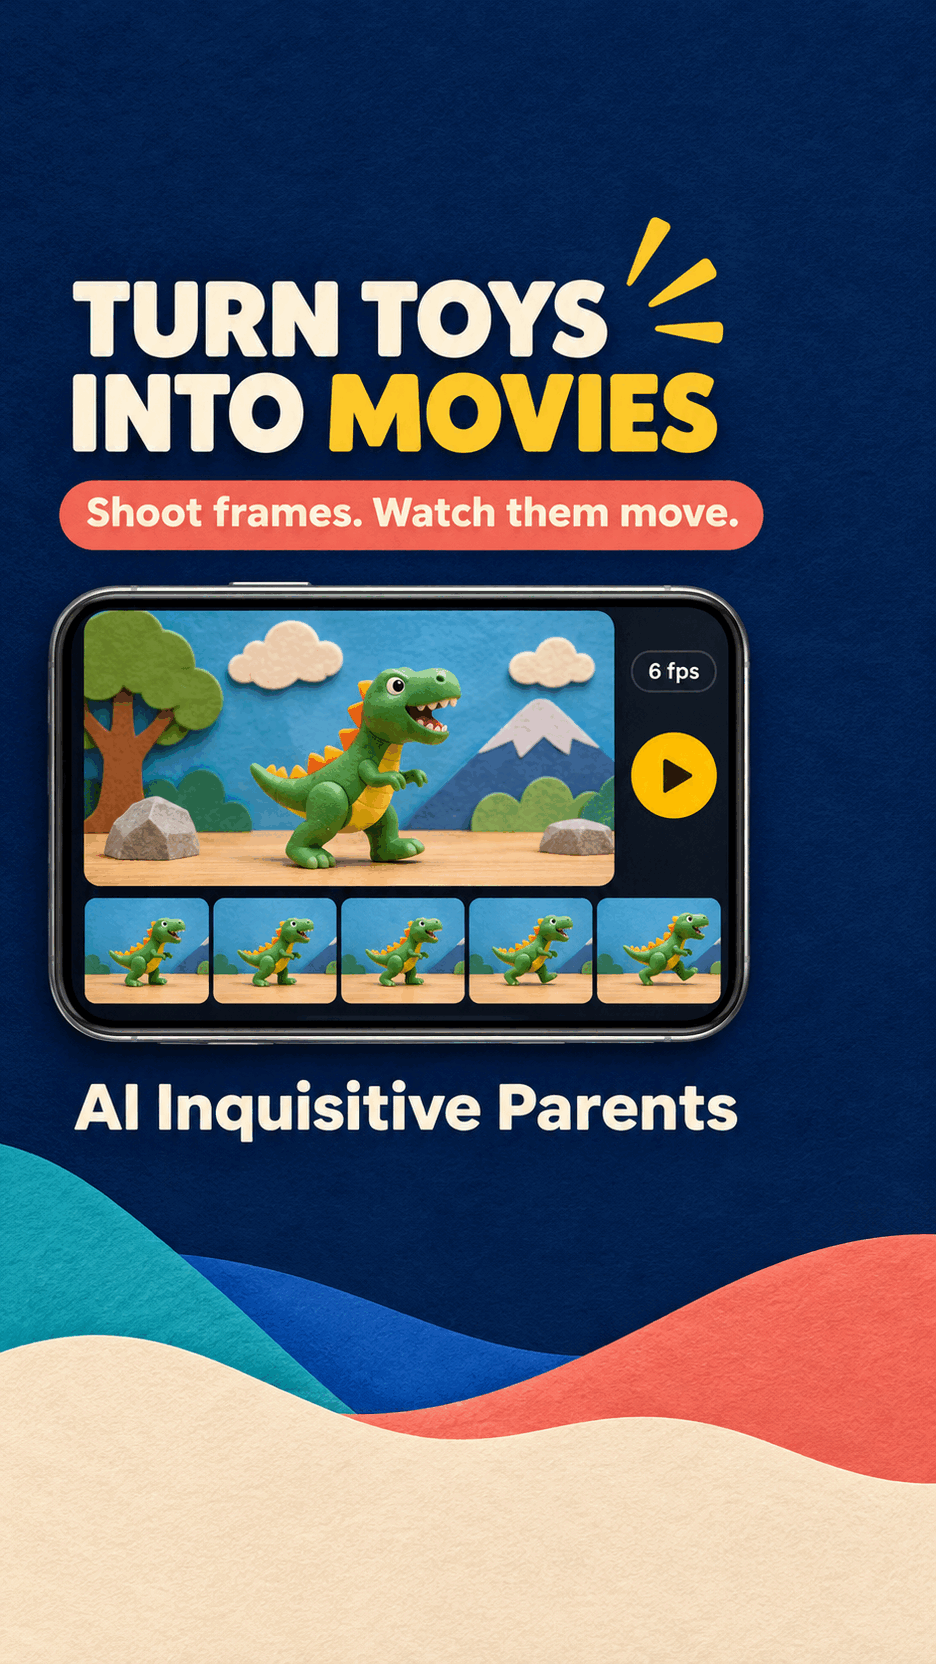 TURN TOYS
INTO MOVIES
Shoot frames. Watch them move.
6 fps
AI Inquisitive Parents